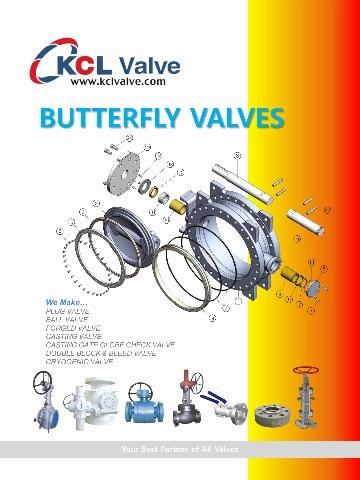 KCL Valve
www.kclvalve.com
BUTTERFLY VALVES
We Make...
PLUG VALVE
BALL VALVE
FORGED VALVE
CASTING VALVE
CASTING GATE GLOBE CHECK VALVE
DOUBLE BLOCK & BLEED VALVE
CRYOGENIC VALVE
Your Best Partner of All Valves